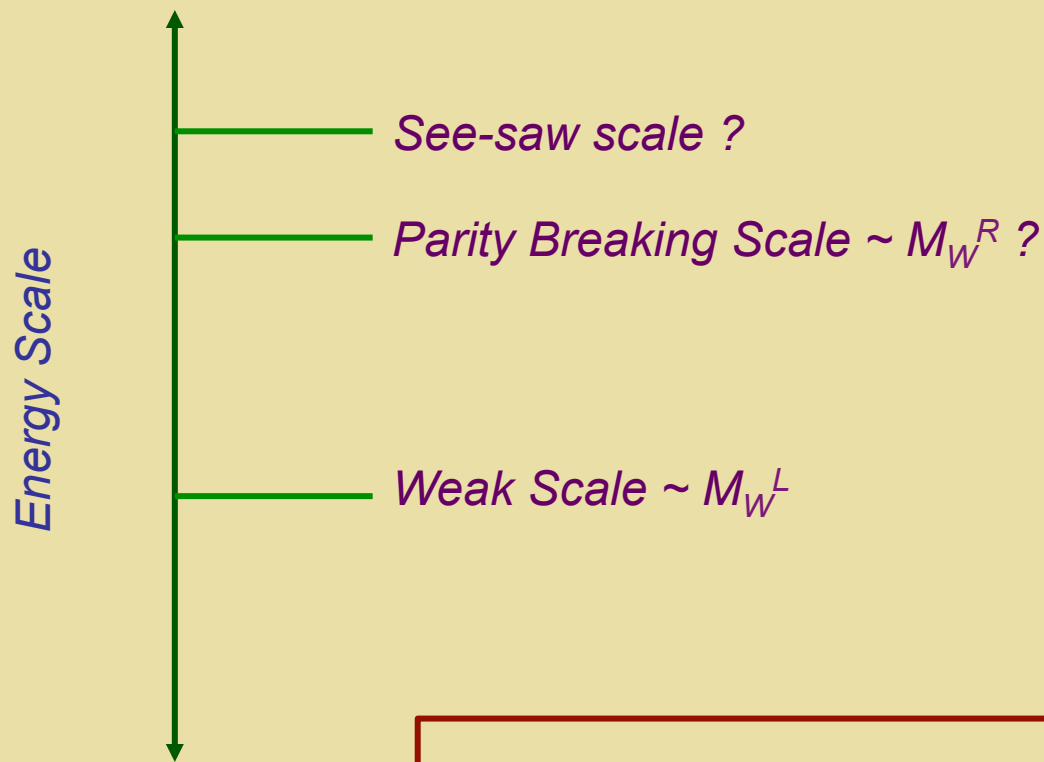 See-saw scale ?
Parity Breaking Scale ~ M_W^R ?
Energy Scale
Weak Scale ~ M_W^L